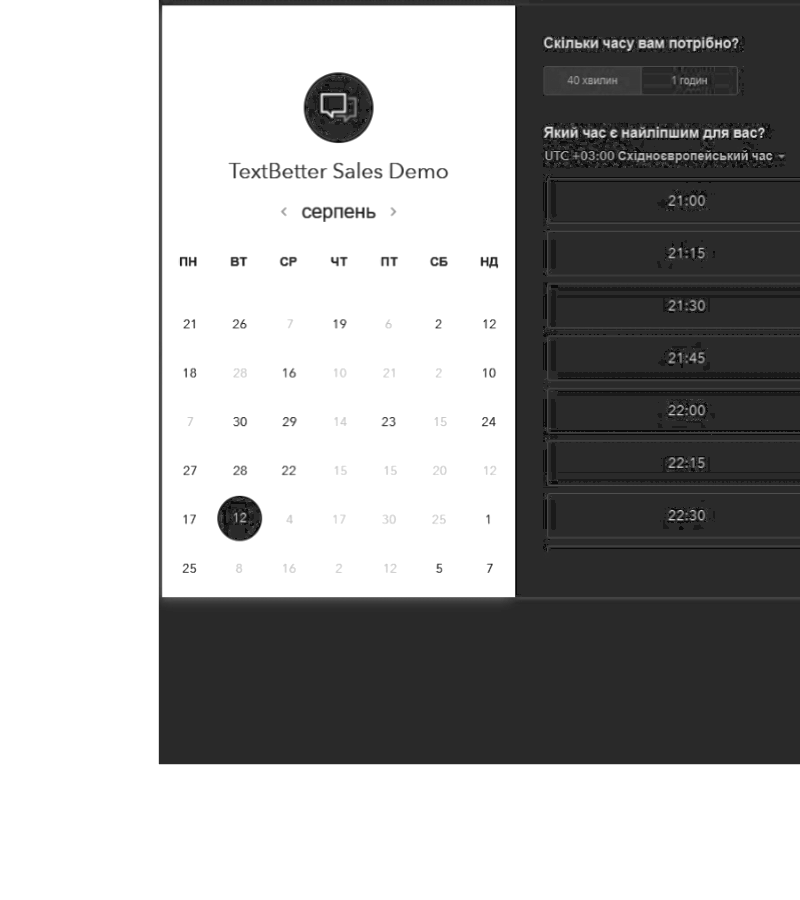 TextBetter Sales Demo
серпень
ПН ВТ СР ЧТ ПТ СБ НД
21 26 7 19 6 2 12
18 28 16 10 21 2 10
7 30 29 14 23 15 24
27 28 22 15 15 20 12
17 12 4 17 30 25 1
25 8 16 2 12 5 7
Скільки часу вам потрібно?
40 хвилин 1 годин
Який час є найліпшим для вас?
UTC +03:00 Східноєвропейський час
21:00
21:15
21:30
21:45
22:00
22:15
22:30